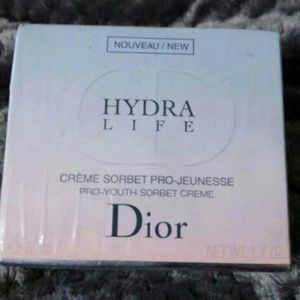 NOUVEAU / NEW
HYDRA
LIFE
CRÈME SORBET PRO-JEUNESSE
PRO-YOUTH SORBET CREME
Dior
NET WT. 1.7 OZ